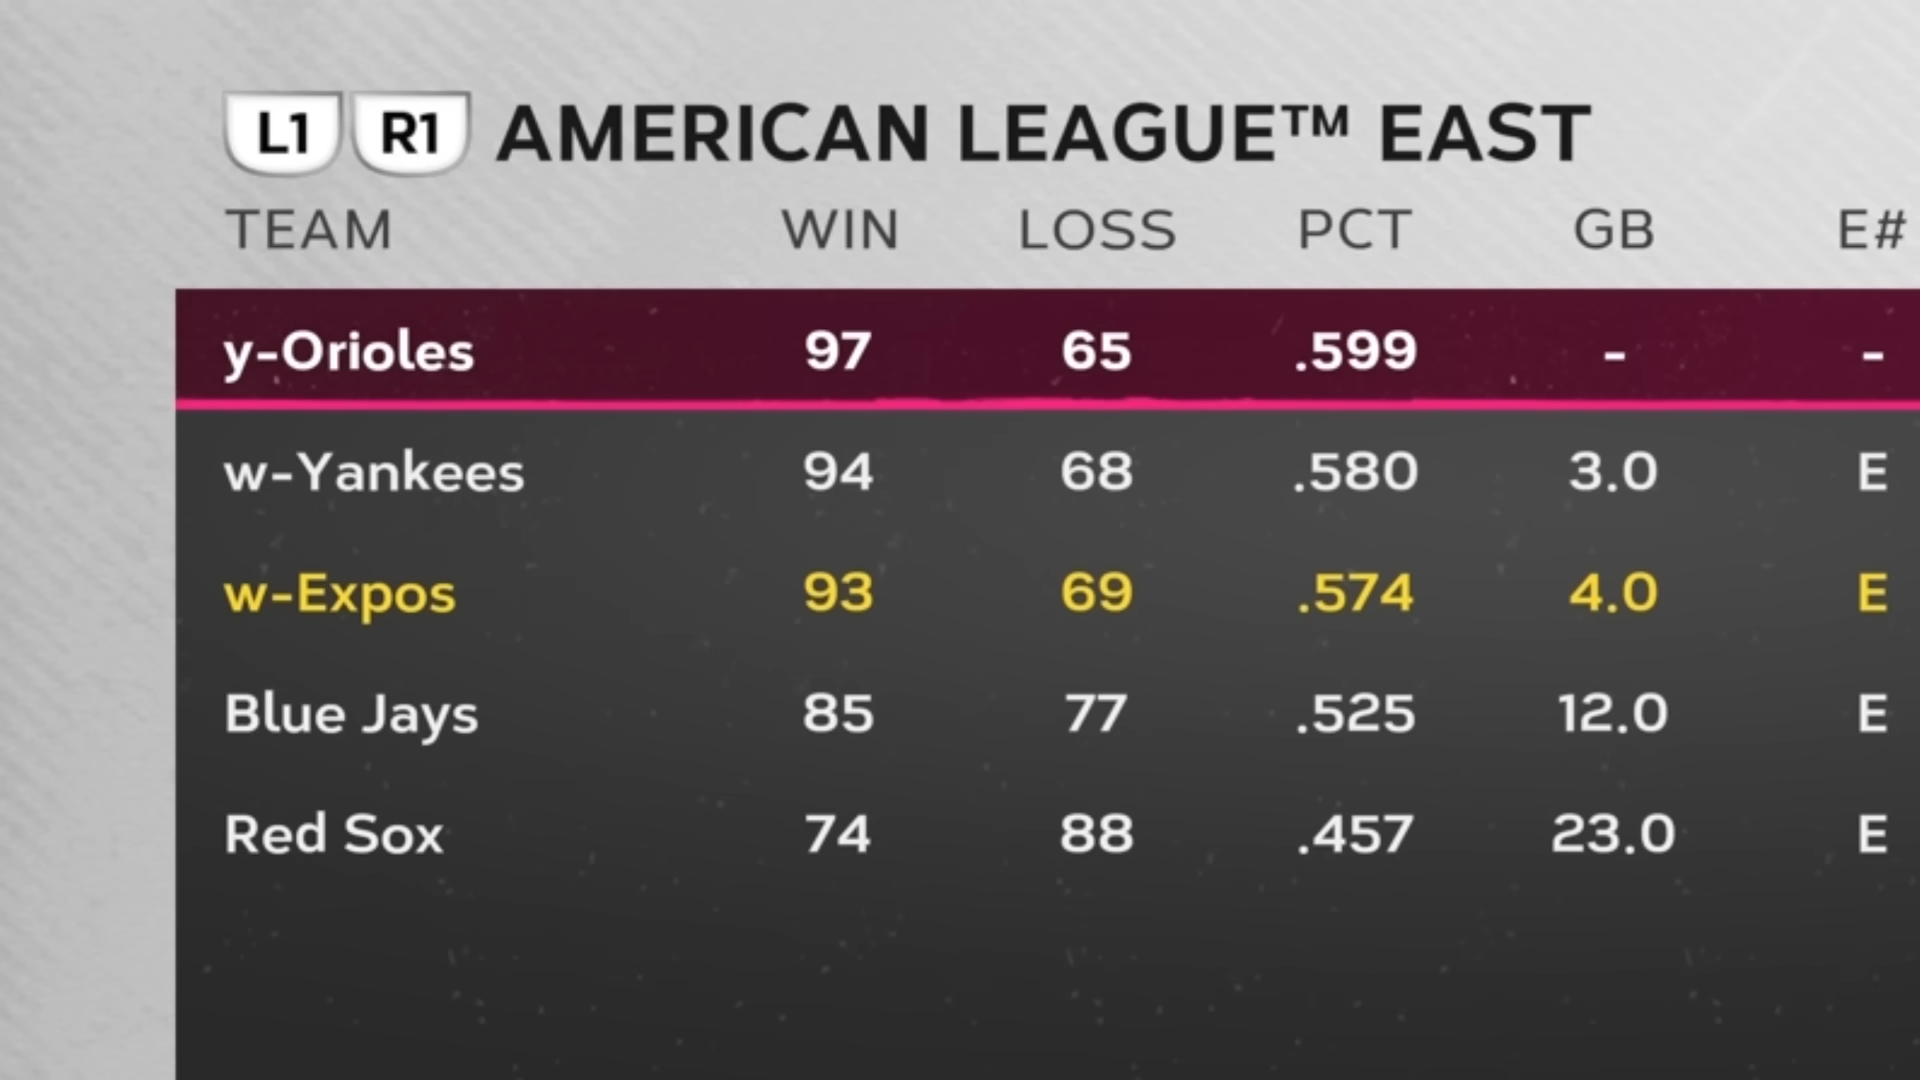 L1 R1 AMERICAN LEAGUE™ EAST
TEAM WIN LOSS PCT GB E#
y-Orioles 97 65 .599 - -
w-Yankees 94 68 .580 3.0 E
w-Expos 93 69 .574 4.0 E
Blue Jays 85 77 .525 12.0 E
Red Sox 74 88 .457 23.0 E